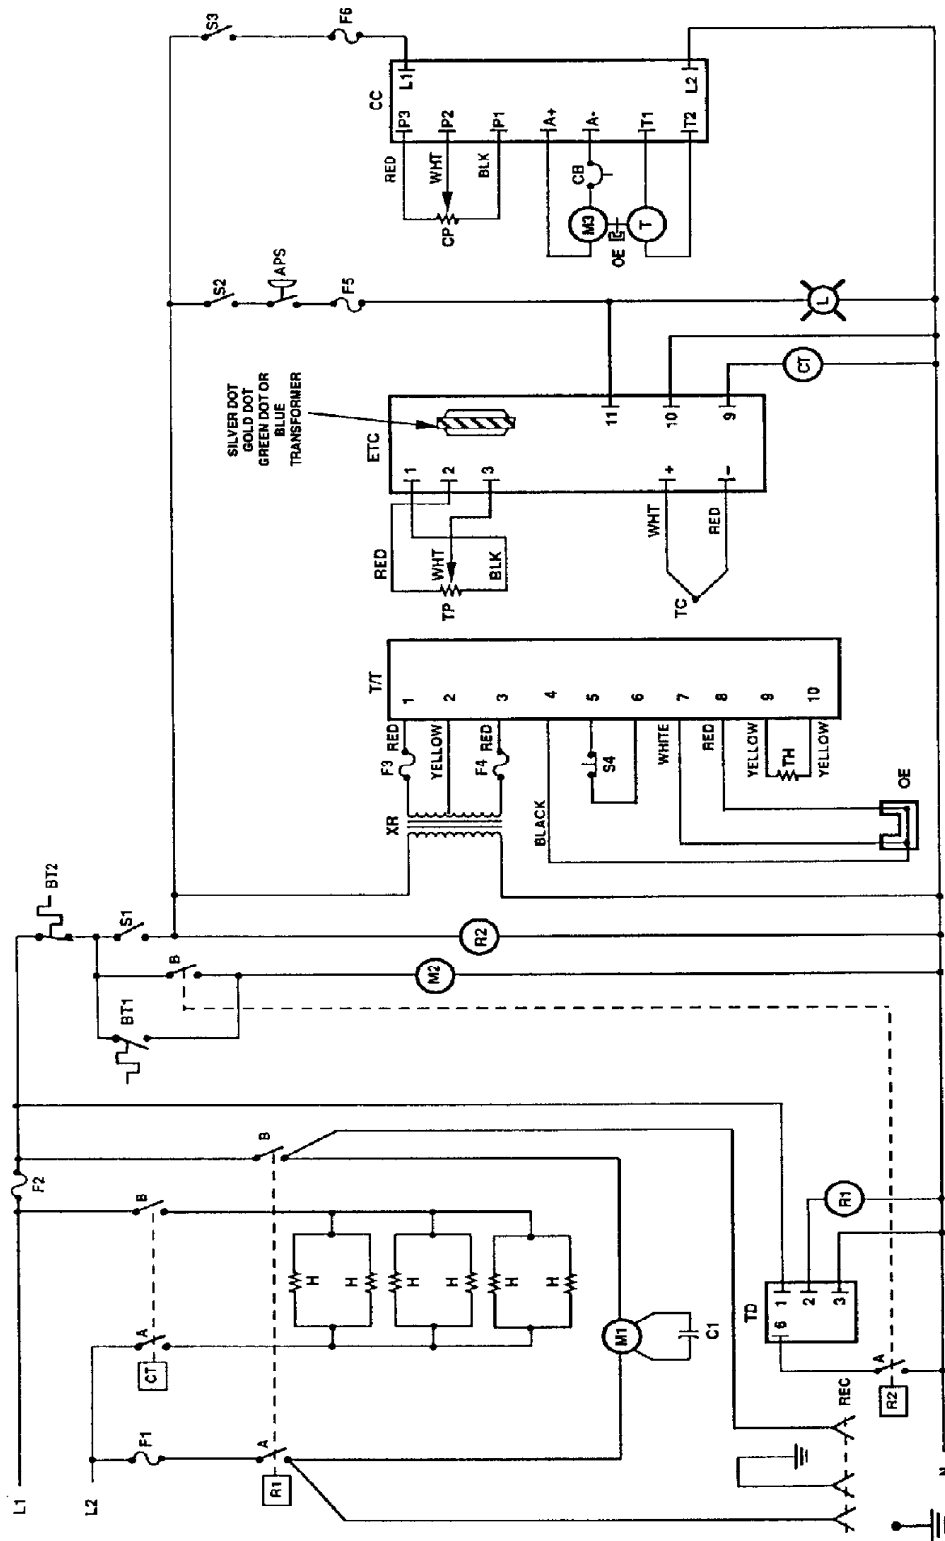 L1
L2
F1
R1
A
CT
A
B
F2
B
H
H
H
H
H
H
M1
C1
REC
R2
A
TD
6
1
2
3
R1
N
BT1
BT2
B
S1
M2
R2
XR
F3
RED
YELLOW
F4
RED
BLACK
S4
WHITE
RED
YELLOW
TH
YELLOW
OE
T/T
1
2
3
4
5
6
7
8
9
10
SILVER DOT
GOLD DOT
GREEN DOT OR
BLUE
TRANSFORMER
ETC
1
2
3
RED
WHT
BLK
TP
WHT
RED
TC
+
-
11
10
9
CT
S2
APS
F5
L
S3
F6
CC
L1
L2
P3
P2
P1
A+
A-
T1
T2
RED
WHT
BLK
CP
CB
M3
OE
T